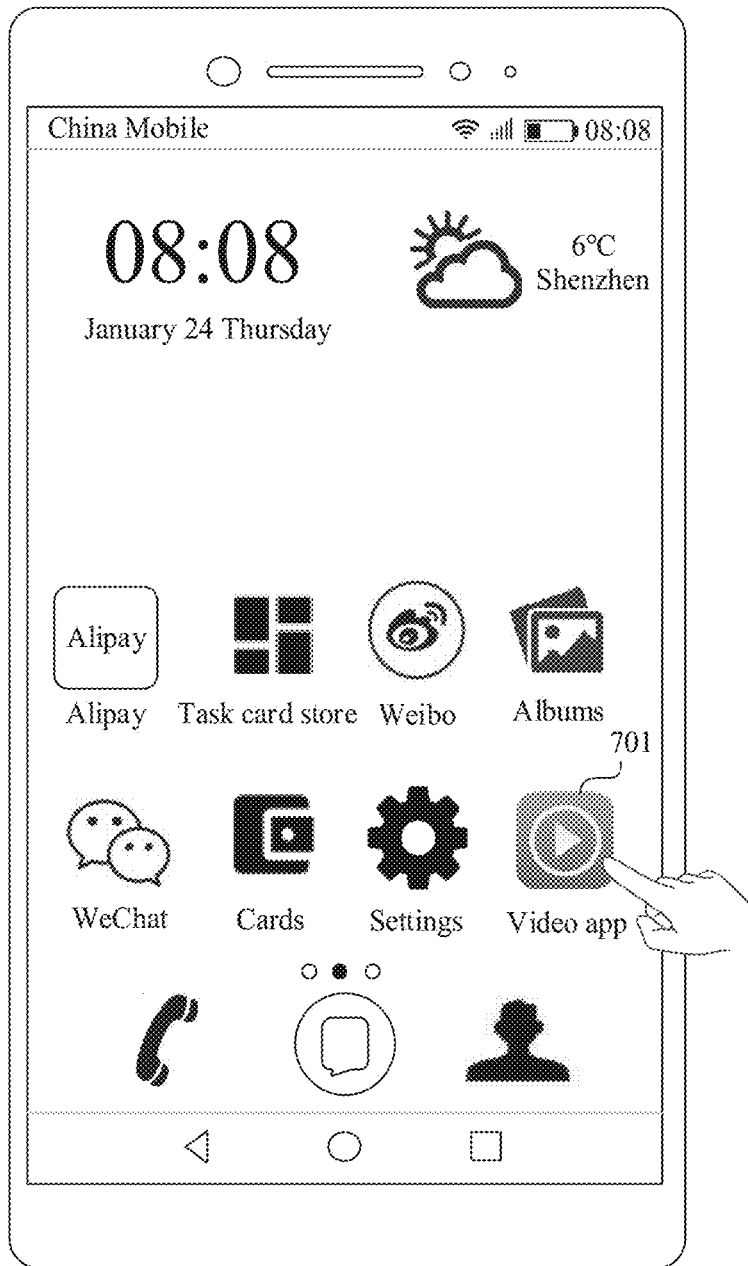 China Mobile 08:08
08:08
6°C
Shenzhen
January 24 Thursday
Alipay
Alipay Task card store Weibo Albums
701
WeChat Cards Settings Video app